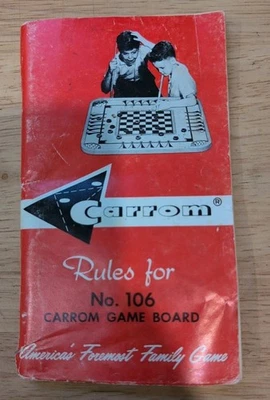 Carrom®
Rules for
No. 106
CARROM GAME BOARD
America's Foremost Family Game